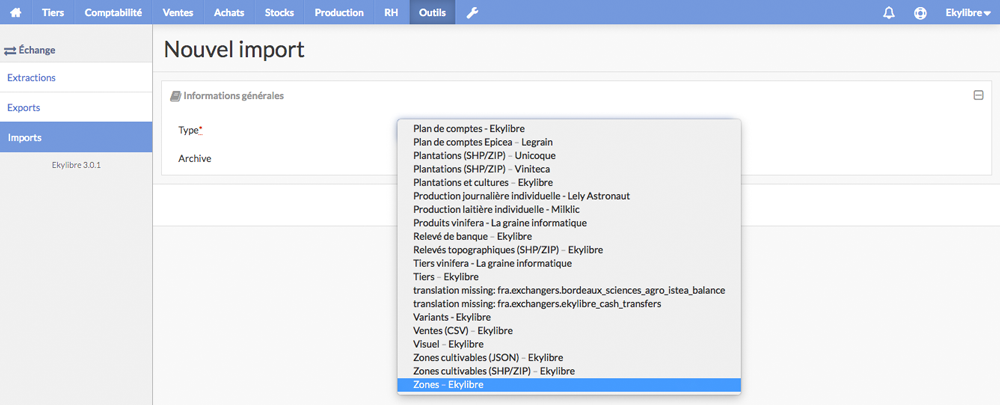 Tiers Comptabilité Ventes Achats Stocks Production RH Outils Ekylibre
Échange
Extractions
Exports
Imports
Ekylibre 3.0.1
Nouvel import
Informations générales
Type*
Archive
Plan de comptes - Ekylibre
Plan de comptes Epicea – Legrain
Plantations (SHP/ZIP) – Unicoque
Plantations (SHP/ZIP) – Viniteca
Plantations et cultures – Ekylibre
Production journalière individuelle - Lely Astronaut
Production laitière individuelle - Milklic
Produits vinifera - La graine informatique
Relevé de banque – Ekylibre
Relevés topographiques (SHP/ZIP) – Ekylibre
Tiers vinifera - La graine informatique
Tiers – Ekylibre
translation missing: fra.exchangers.bordeaux_sciences_agro_istea_balance
translation missing: fra.exchangers.ekylibre_cash_transfers
Variants - Ekylibre
Ventes (CSV) – Ekylibre
Visuel – Ekylibre
Zones cultivables (JSON) – Ekylibre
Zones cultivables (SHP/ZIP) – Ekylibre
Zones – Ekylibre